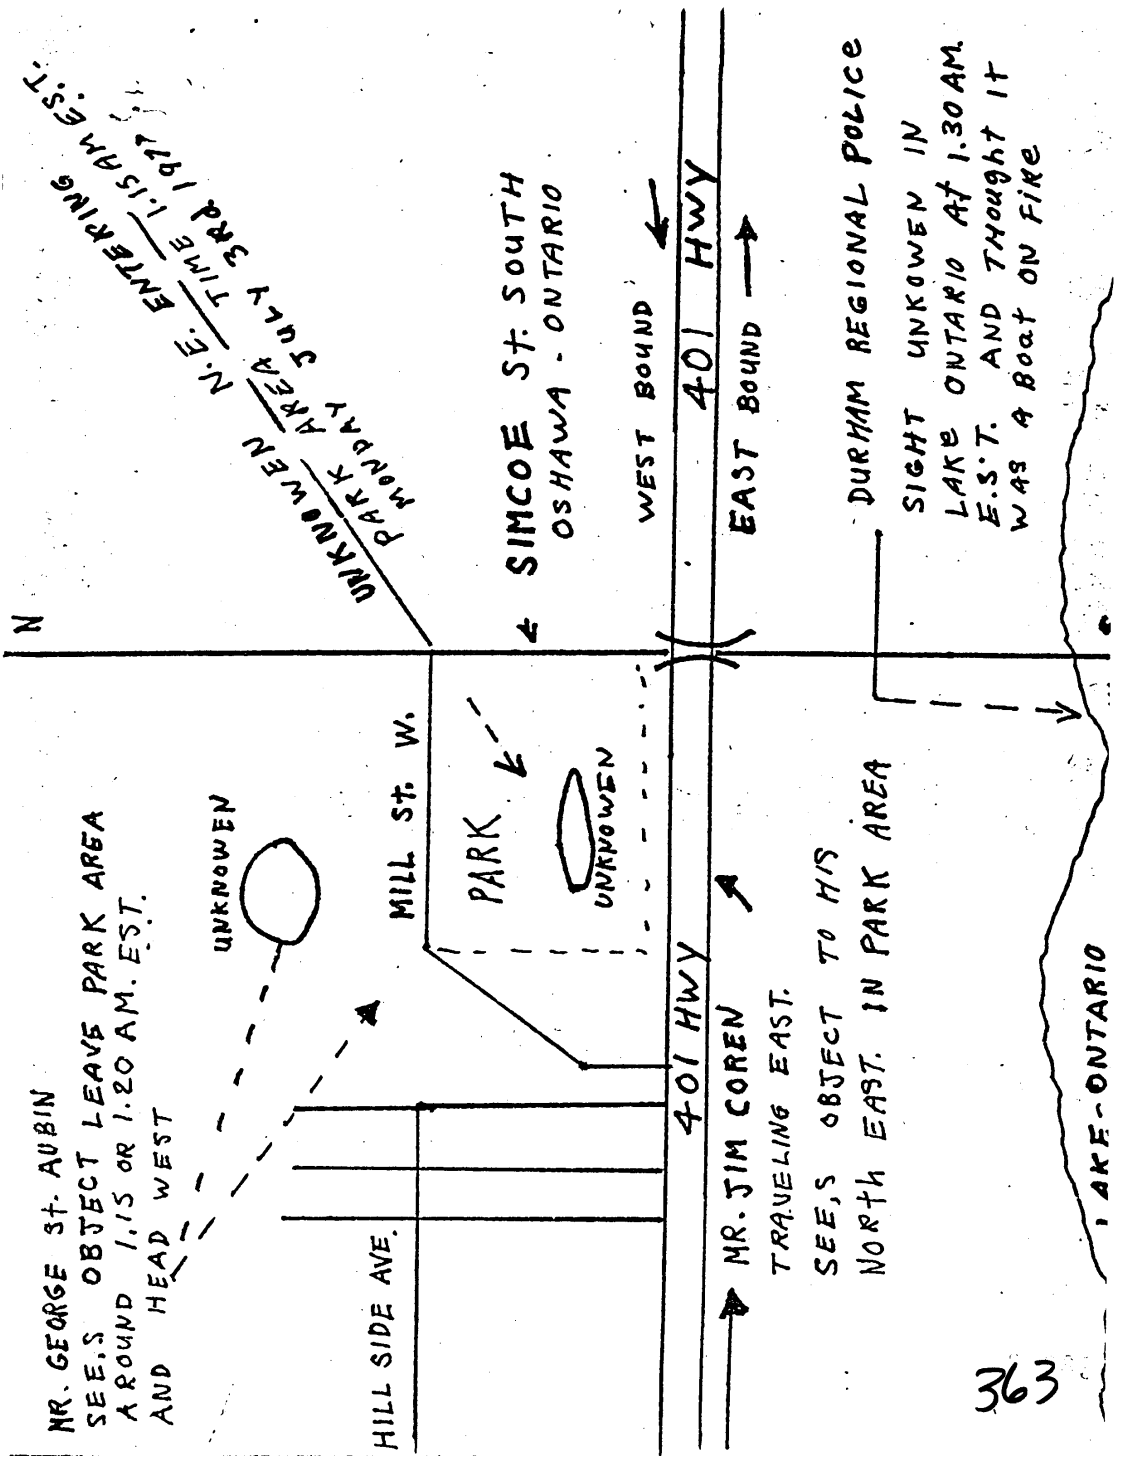 MR. GEORGE St. AUBIN
SEE,S OBJECT LEAVE PARK AREA
AROUND 1.15 OR 1.20 A.M. E.S.T.
AND HEAD WEST
UNKNOWEN
N
UNKNOWEN N.E. ENTERING
PARK AREA TIME 1.15 AM E.S.T.
MONDAY JULY 3Rd 1977
HILL SIDE AVE.
MILL St. W.
PARK
UNKNOWEN
SIMCOE St. SOUTH
OSHAWA - ONTARIO
WEST BOUND
401 HWY
401 HWY
EAST BOUND
MR. JIM COREN
TRAVELING EAST.
SEE,S OBJECT TO HIS
NORTH EAST. IN PARK AREA
DURHAM REGIONAL POLICE
SIGHT UNKOWEN IN
LAKE ONTARIO At 1.30 AM.
E.S.T. AND THOUGHT It
WAS A BOAt ON FIRE
LAKE-ONTARIO
363